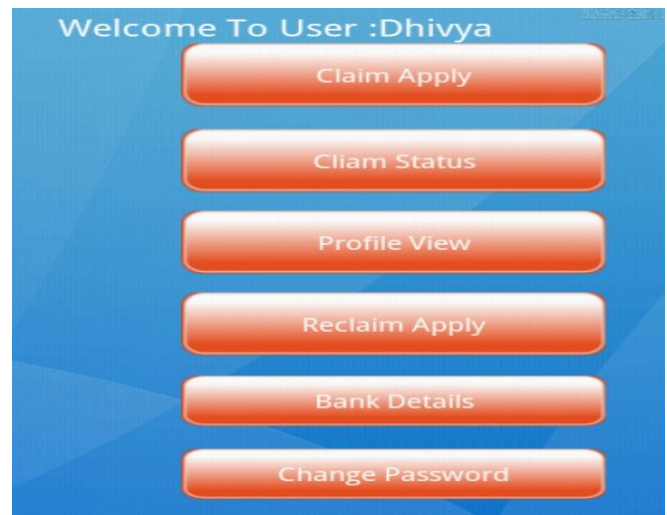 Welcome To User :Dhivya
Claim Apply
Cliam Status
Profile View
Reclaim Apply
Bank Details
Change Password